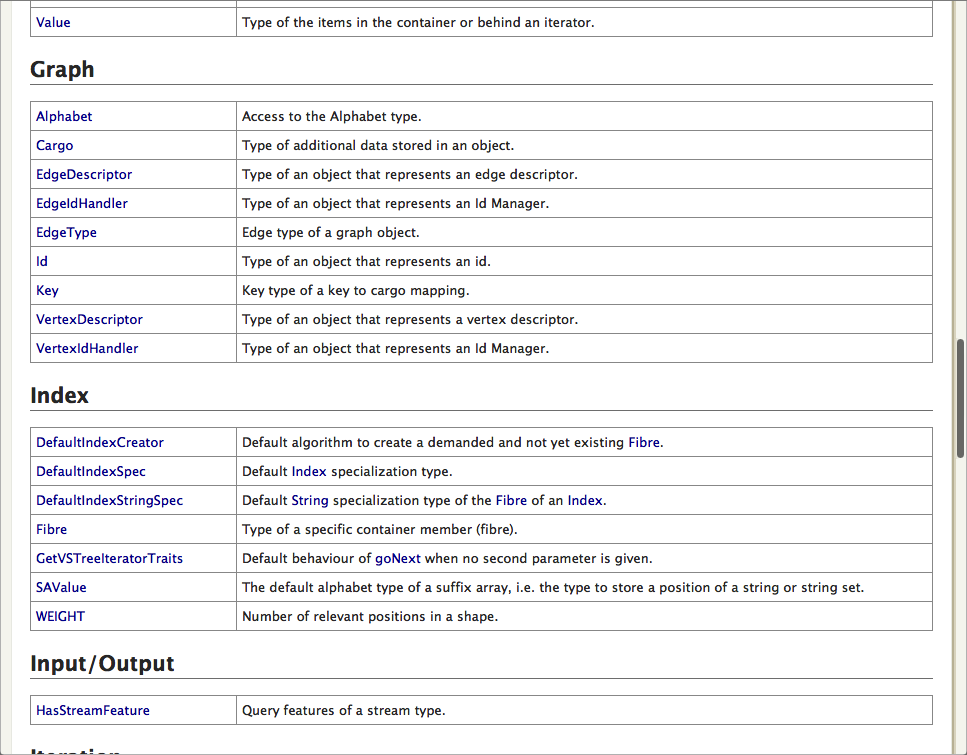 Value Type of the items in the container or behind an iterator.
Graph
Alphabet Access to the Alphabet type.
Cargo Type of additional data stored in an object.
EdgeDescriptor Type of an object that represents an edge descriptor.
EdgeIdHandler Type of an object that represents an Id Manager.
EdgeType Edge type of a graph object.
Id Type of an object that represents an id.
Key Key type of a key to cargo mapping.
VertexDescriptor Type of an object that represents a vertex descriptor.
VertexIdHandler Type of an object that represents an Id Manager.
Index
DefaultIndexCreator Default algorithm to create a demanded and not yet existing Fibre.
DefaultIndexSpec Default Index specialization type.
DefaultIndexStringSpec Default String specialization type of the Fibre of an Index.
Fibre Type of a specific container member (fibre).
GetVSTreeIteratorTraits Default behaviour of goNext when no second parameter is given.
SAValue The default alphabet type of a suffix array, i.e. the type to store a position of a string or string set.
WEIGHT Number of relevant positions in a shape.
Input/Output
HasStreamFeature Query features of a stream type.
Iteration